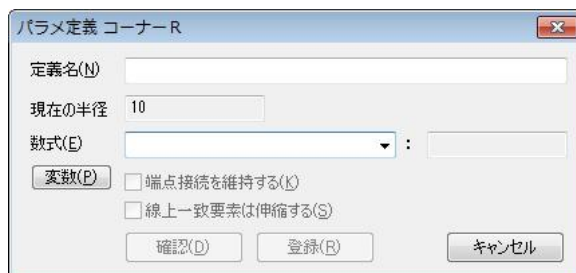 パラメ定義 コーナーR
定義名(N)
現在の半径 10
数式(E) :
変数(P) 端点接続を維持する(K)
線上一致要素は伸縮する(S)
確認(D) 登録(R) キャンセル